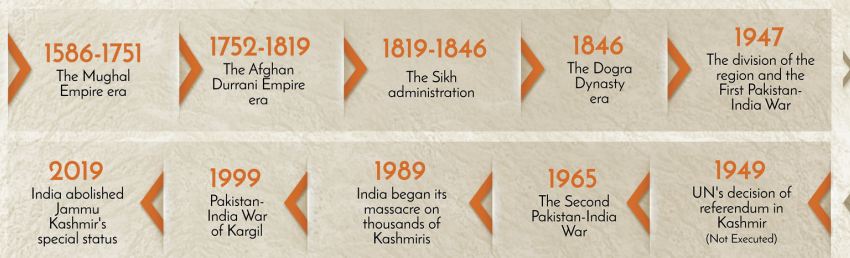 1586-1751
The Mughal
Empire era
1752-1819
The Afghan
Durrani Empire
era
1819-1846
The Sikh
administration
1846
The Dogra
Dynasty
era
1947
The division of the
region and the
First Pakistan-
India War
1949
UN's decision of
referendum in
Kashmir
(Not Executed)
1965
The Second
Pakistan-India
War
1989
India began its
massacre on
thousands of
Kashmiris
1999
Pakistan-
India War
of Kargil
2019
India abolished
Jammu
Kashmir's
special status